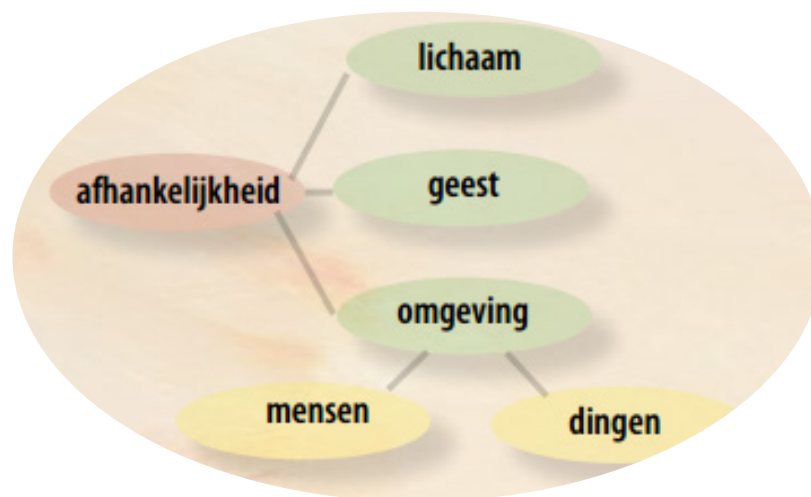 lichaam
afhankelijkheid
geest
omgeving
mensen
dingen